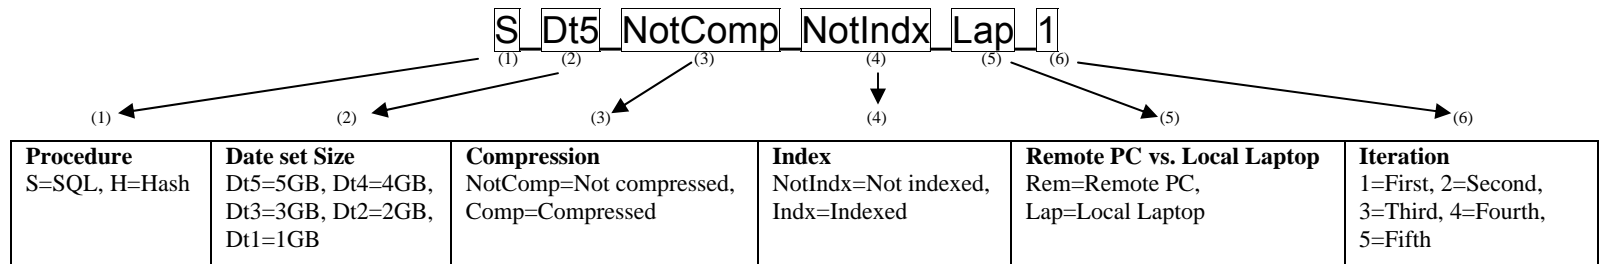 S_Dt5_NotComp_NotIndx_Lap_1
(1) (2) (3) (4) (5) (6)
(1) (2) (3) (4) (5) (6)
Procedure Date set Size Compression Index Remote PC vs. Local Laptop Iteration
S=SQL, H=Hash Dt5=5GB, Dt4=4GB, NotComp=Not compressed, NotIndx=Not indexed, Rem=Remote PC, 1=First, 2=Second,
Dt3=3GB, Dt2=2GB, Comp=Compressed Indx=Indexed Lap=Local Laptop 3=Third, 4=Fourth,
Dt1=1GB 5=Fifth